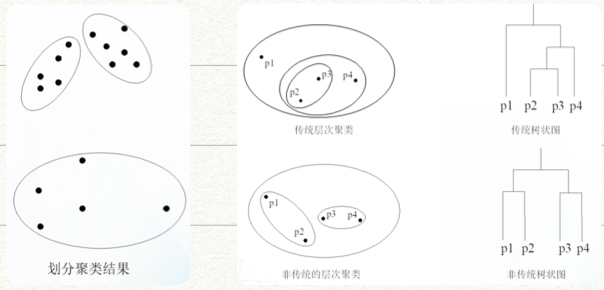 划分聚类结果
p1
p3
p4
p2
传统层次聚类
p1 p2 p3 p4
传统树状图
p1
p2
p3
p4
非传统的层次聚类
p1 p2 p3 p4
非传统树状图